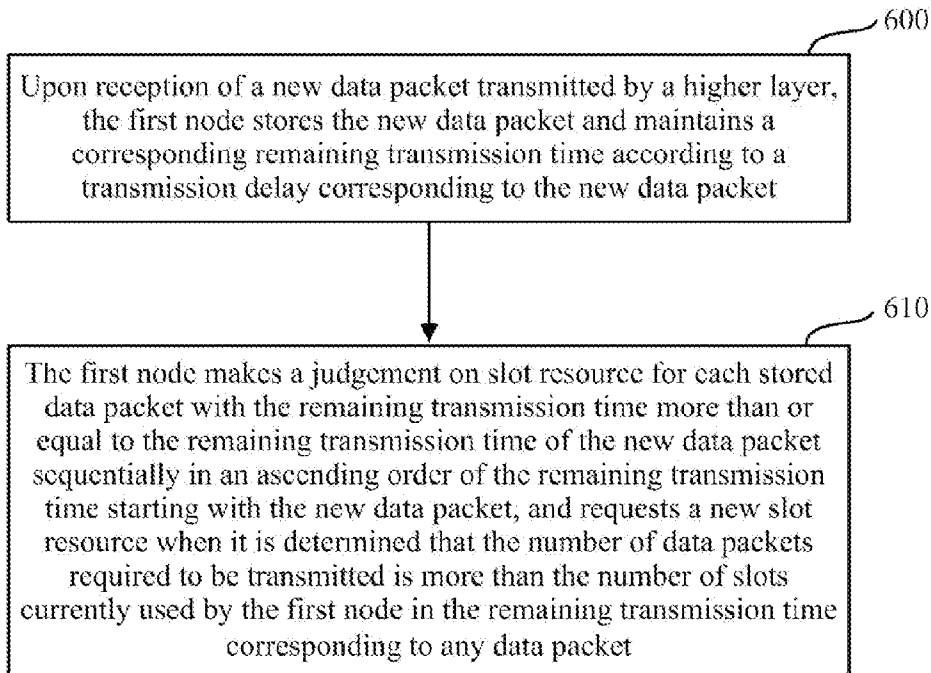 600
Upon reception of a new data packet transmitted by a higher layer,
the first node stores the new data packet and maintains a
corresponding remaining transmission time according to a
transmission delay corresponding to the new data packet
610
The first node makes a judgement on slot resource for each stored
data packet with the remaining transmission time more than or
equal to the remaining transmission time of the new data packet
sequentially in an ascending order of the remaining transmission
time starting with the new data packet, and requests a new slot
resource when it is determined that the number of data packets
required to be transmitted is more than the number of slots
currently used by the first node in the remaining transmission time
corresponding to any data packet